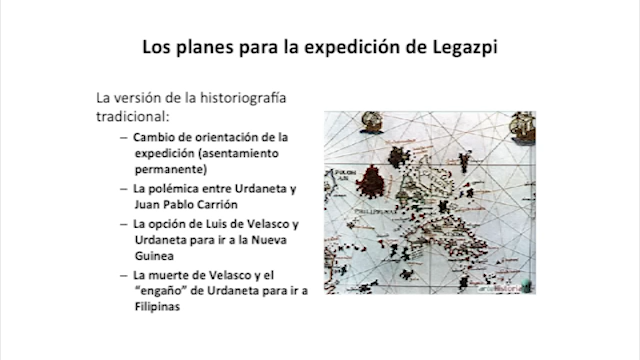 Los planes para la expedición de Legazpi
La versión de la historiografía
tradicional:
– Cambio de orientación de la
expedición (asentamiento
permanente)
– La polémica entre Urdaneta y
Juan Pablo Carrión
– La opción de Luis de Velasco y
Urdaneta para ir a la Nueva
Guinea
– La muerte de Velasco y el
“engaño” de Urdaneta para ir a
Filipinas
artehistoria